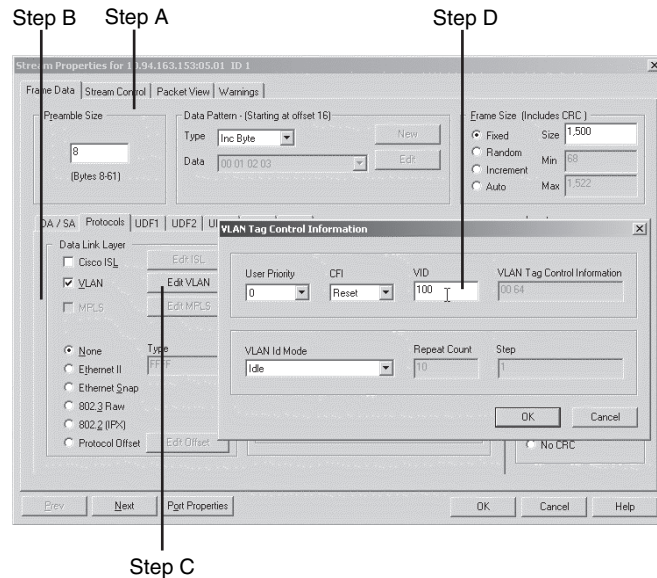 Step B Step A Step D
Stream Properties for 10.94.163.153:05.01 ID 1
Frame Data Stream Control Packet View Warnings
Preamble Size
8
(Bytes 8-61)
Data Pattern - (Starting at offset 16)
Type Inc Byte New
Data 00 01 02 03 Edit
Frame Size (Includes CRC)
Fixed Size 1,500
Random Min 68
Increment
Auto Max 1,522
DA / SA Protocols UDF1 UDF2
Data Link Layer
Cisco ISL Edit ISL
VLAN Edit VLAN
MPLS Edit MPLS
None Type
Ethernet II FFFF
Ethernet Snap
802.3 Raw
802.2 (IPX)
Protocol Offset Edit Offset
VLAN Tag Control Information
User Priority CFI VID VLAN Tag Control Information
0 Reset 100 00 64
VLAN Id Mode Repeat Count Step
Idle 10 1
OK Cancel
No CRC
Prev Next Port Properties OK Cancel Help
Step C